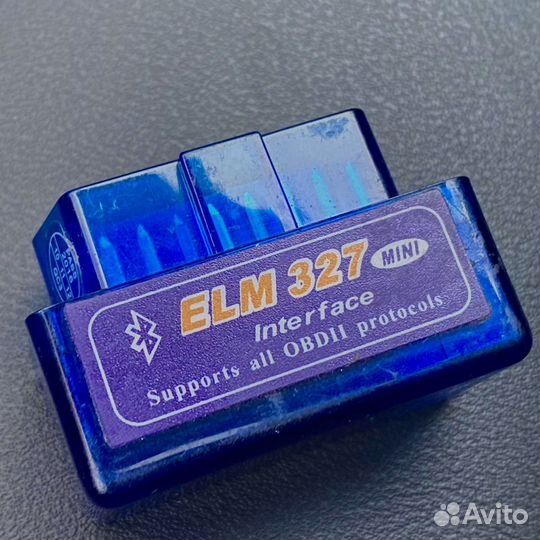 ELM 327 MINI
Interface
Supports all OBDII protocols
Avito